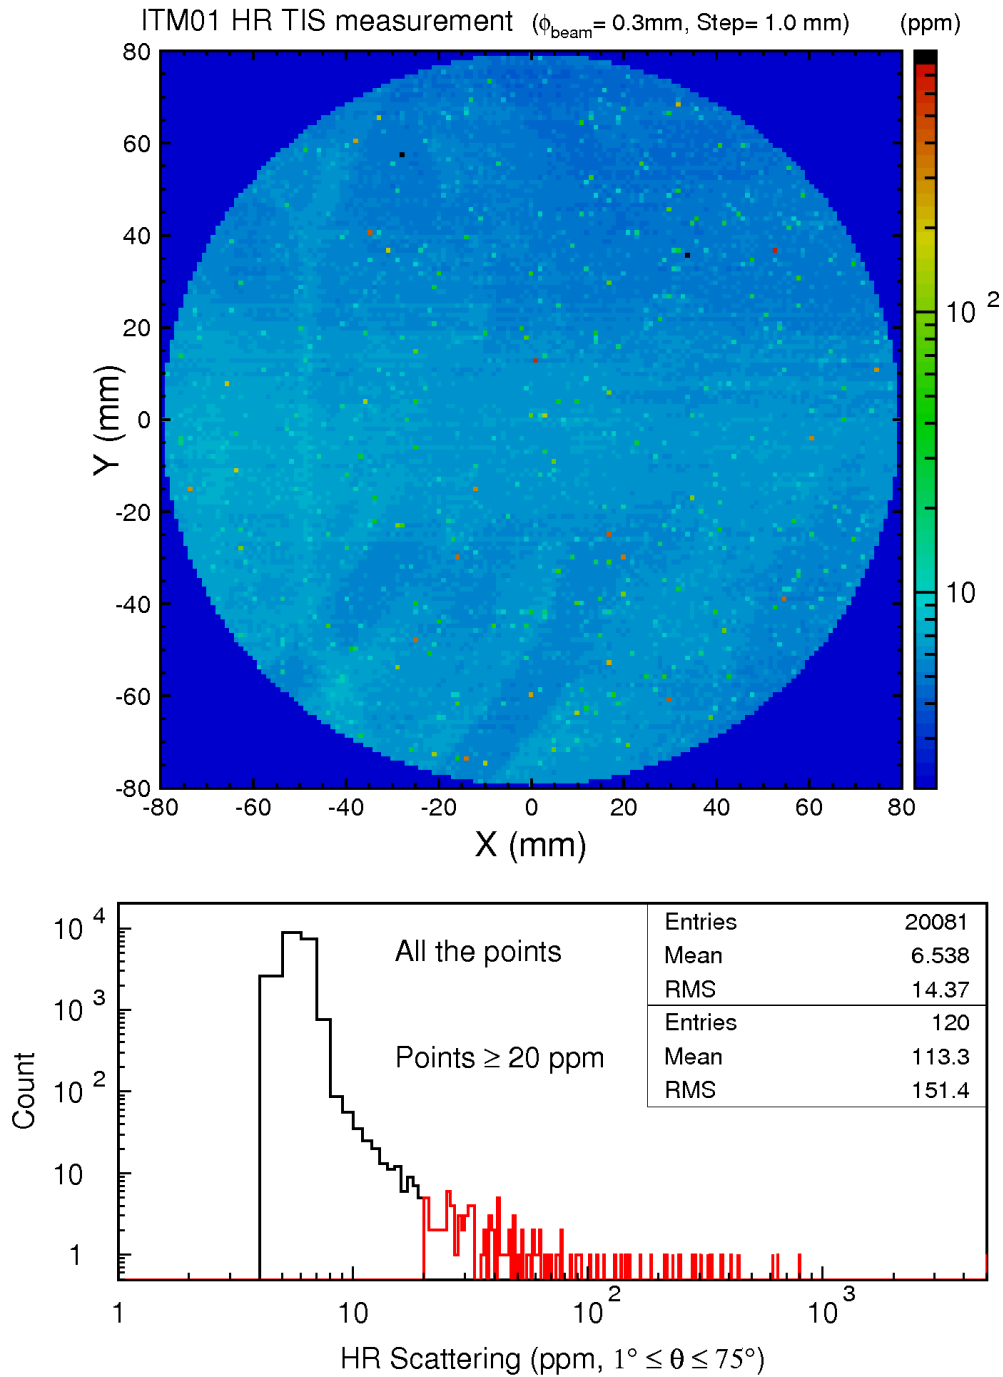 ITM01 HR TIS measurement (ϕbeam= 0.3mm, Step= 1.0 mm) (ppm)
80
60
40
20
0
-20
-40
-60
-80
Y (mm)
-80 -60 -40 -20 0 20 40 60 80
X (mm)
10 2
10
10 4
10 3
10 2
10
1
Count
All the points
Points ≥ 20 ppm
Entries 20081
Mean 6.538
RMS 14.37
Entries 120
Mean 113.3
RMS 151.4
1 10 10 2 10 3
HR Scattering (ppm, 1° ≤ θ ≤ 75°)